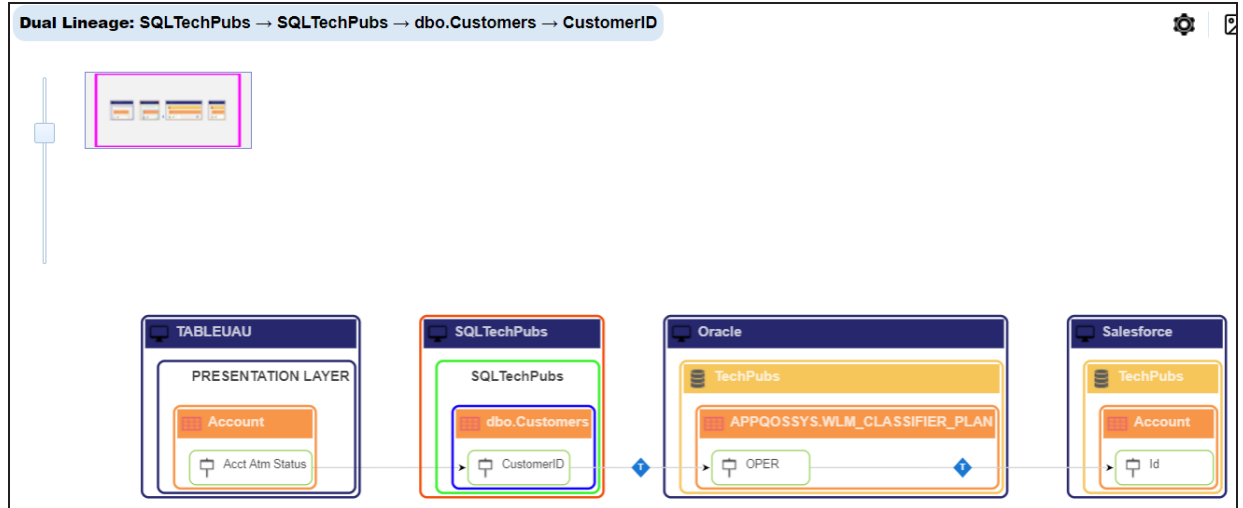 Dual Lineage: SQLTechPubs → SQLTechPubs → dbo.Customers → CustomerID
TABLEUAU
PRESENTATION LAYER
Account
Acct Atm Status
SQLTechPubs
SQLTechPubs
dbo.Customers
CustomerID
T
Oracle
TechPubs
APPQOSSYS.WLM_CLASSIFIER_PLAN
OPER
T
Salesforce
TechPubs
Account
Id